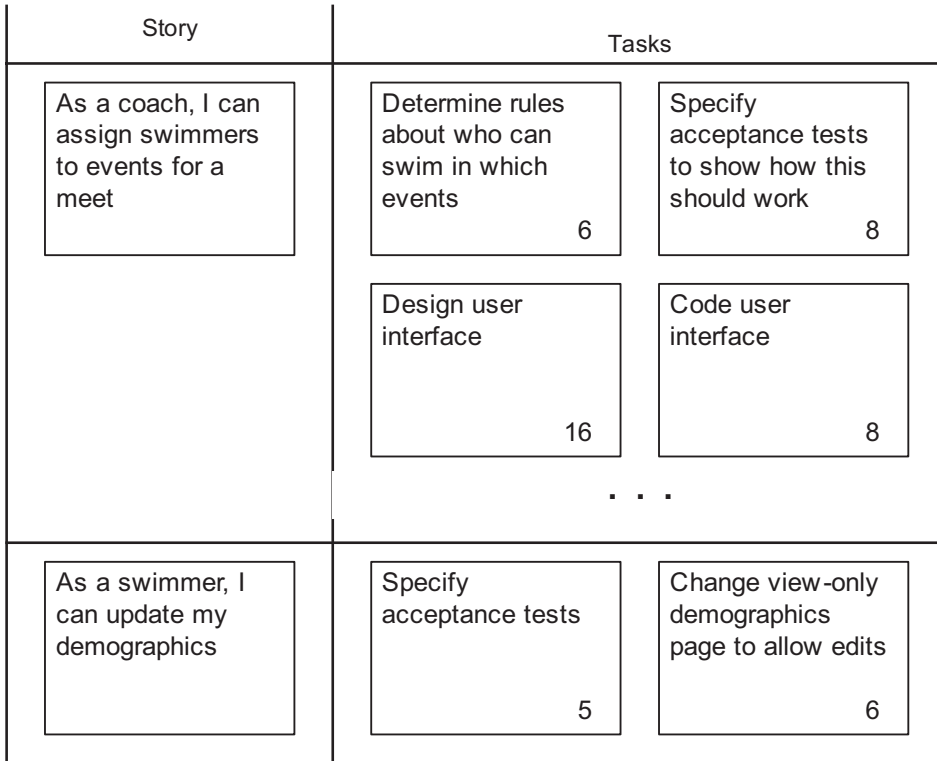 Story
Tasks
As a coach, I can
assign swimmers
to events for a
meet
Determine rules
about who can
swim in which
events
6
Specify
acceptance tests
to show how this
should work
8
Design user
interface
16
Code user
interface
8
. . .
As a swimmer, I
can update my
demographics
Specify
acceptance tests
5
Change view-only
demographics
page to allow edits
6